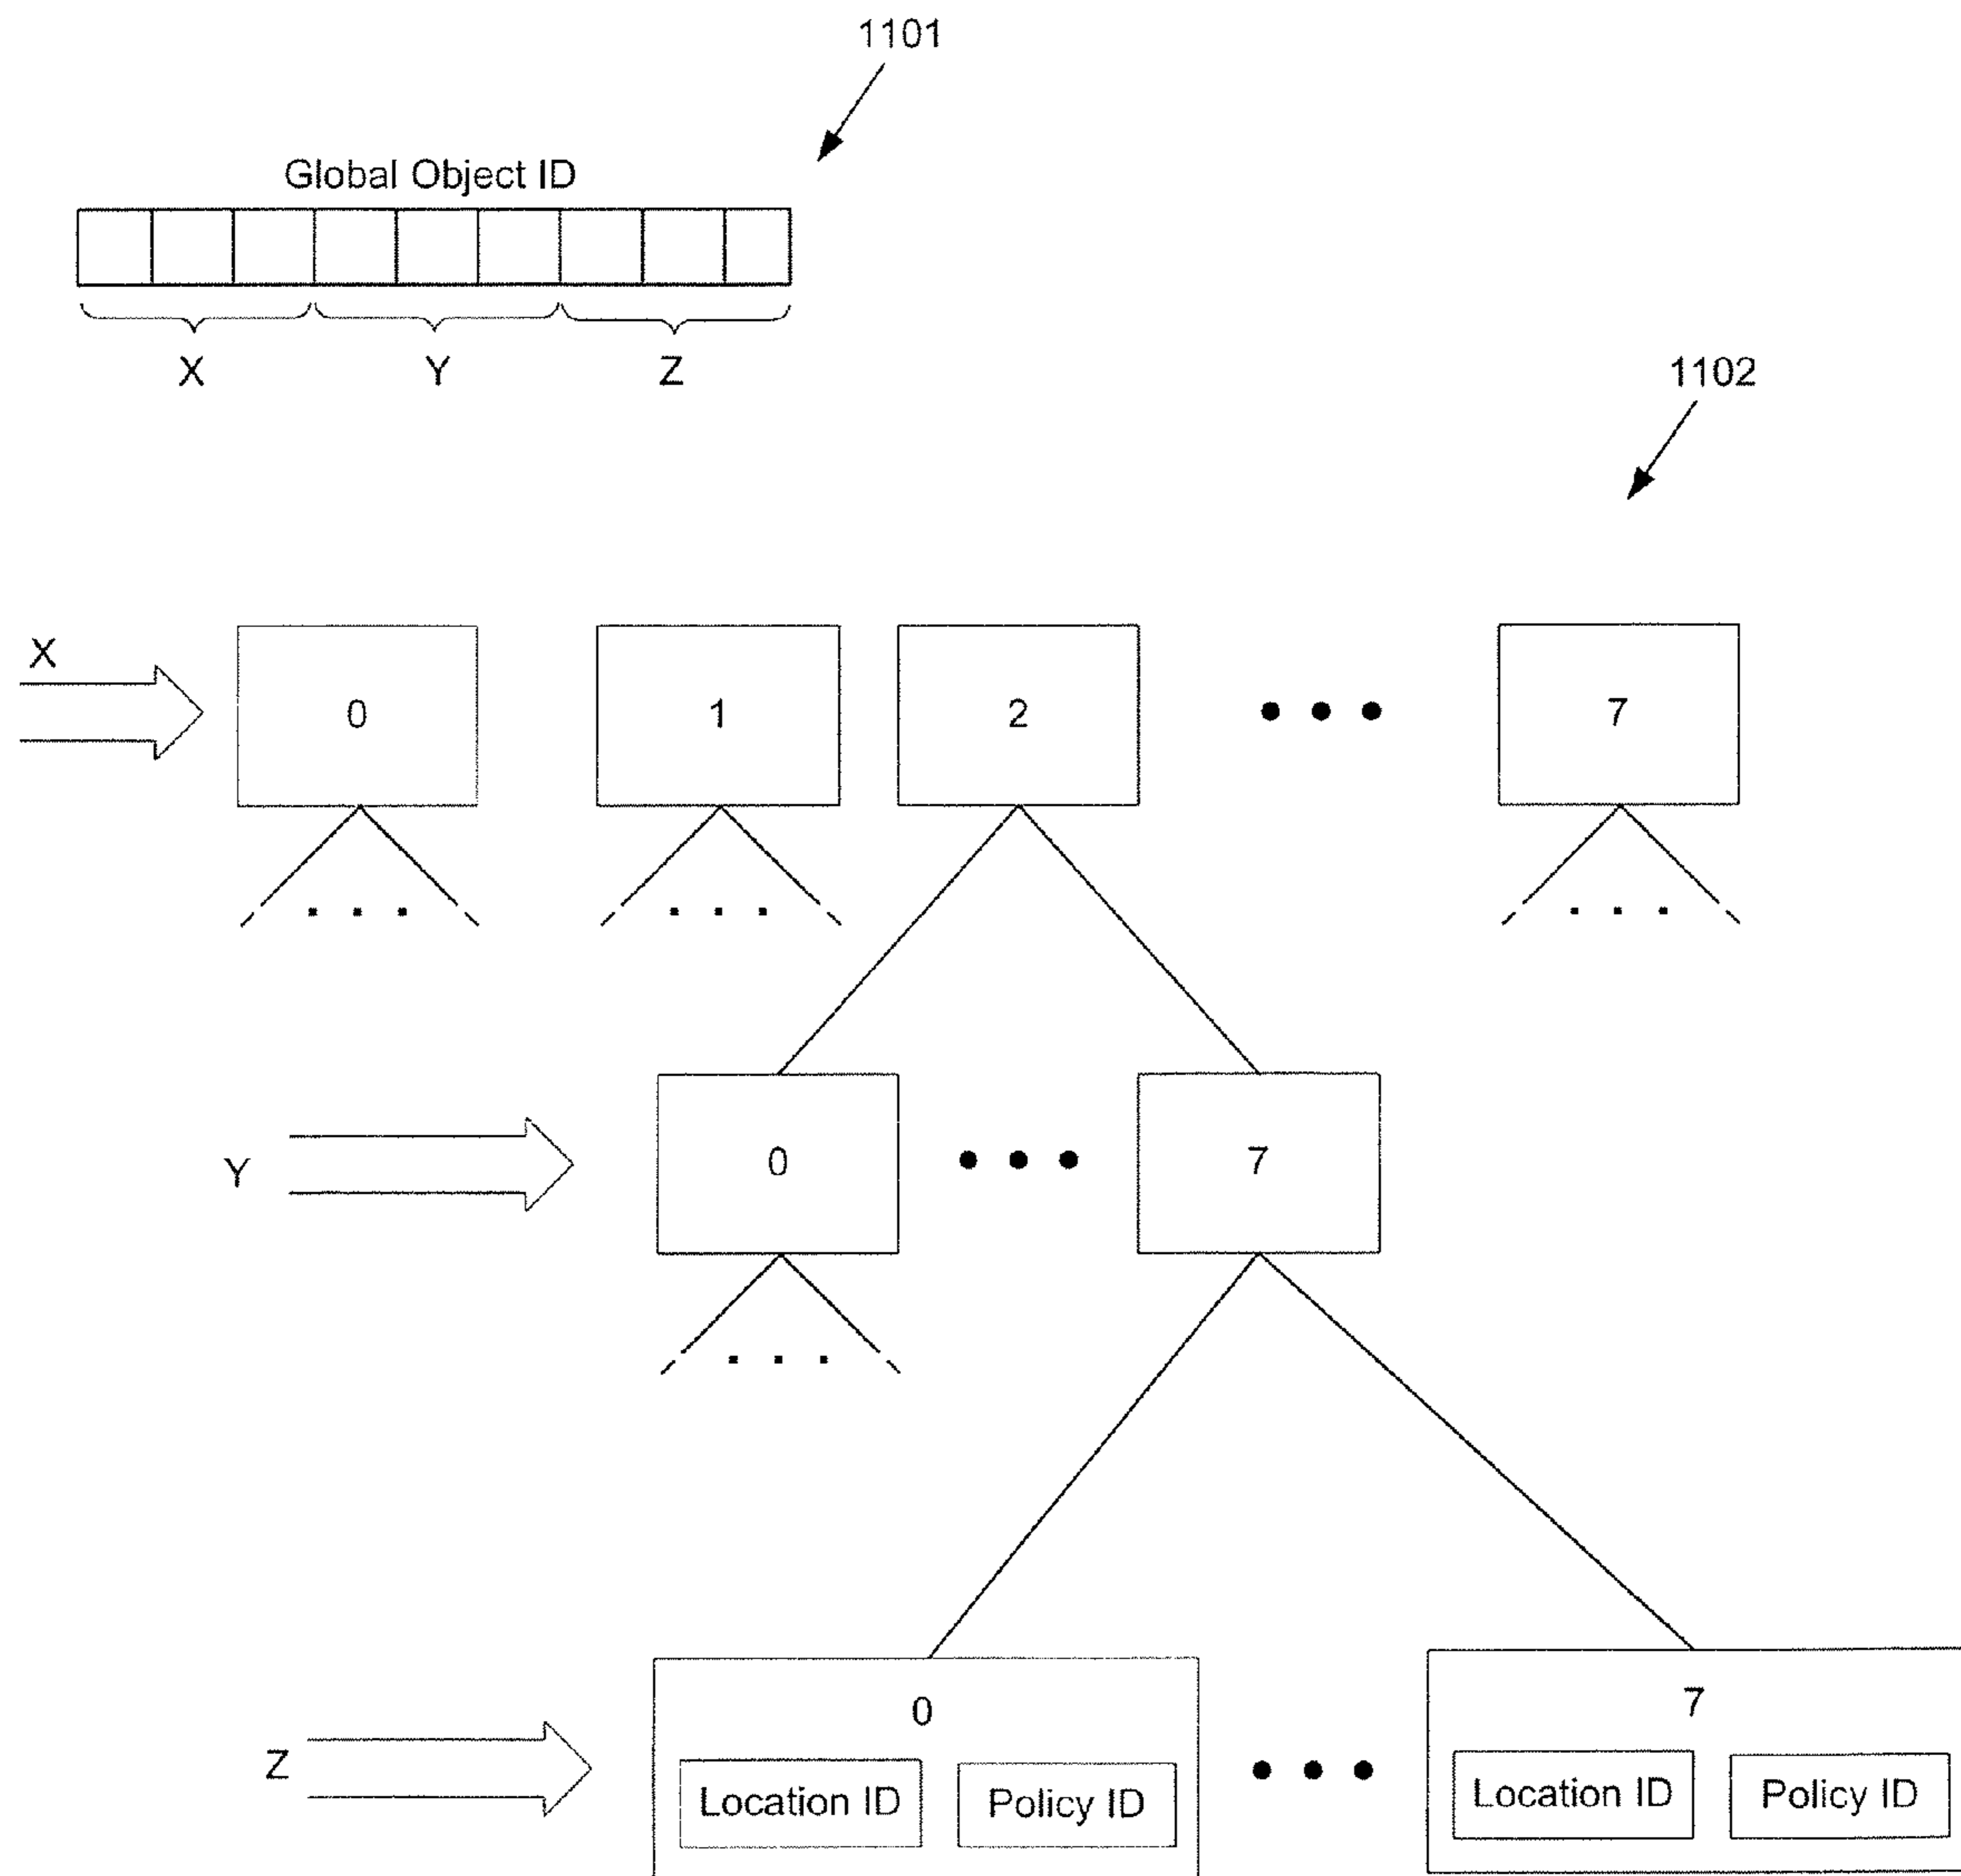 1101
Global Object ID
X Y Z
1102
X
0 1 2 7
Y
0 7
0 7
Z
Location ID Policy ID Location ID Policy ID